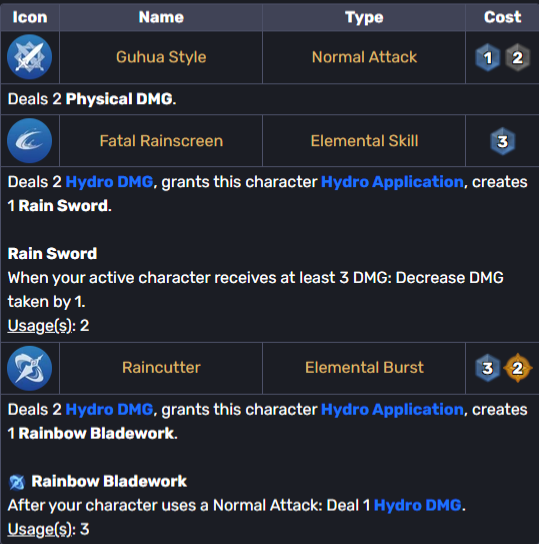 Icon Name Type Cost
Guhua Style Normal Attack 1 2
Deals 2 Physical DMG.
Fatal Rainscreen Elemental Skill 3
Deals 2 Hydro DMG, grants this character Hydro Application, creates
1 Rain Sword.
Rain Sword
When your active character receives at least 3 DMG: Decrease DMG
taken by 1.
Usage(s): 2
Raincutter Elemental Burst 3 2
Deals 2 Hydro DMG, grants this character Hydro Application, creates
1 Rainbow Bladework.
Rainbow Bladework
After your character uses a Normal Attack: Deal 1 Hydro DMG.
Usage(s): 3